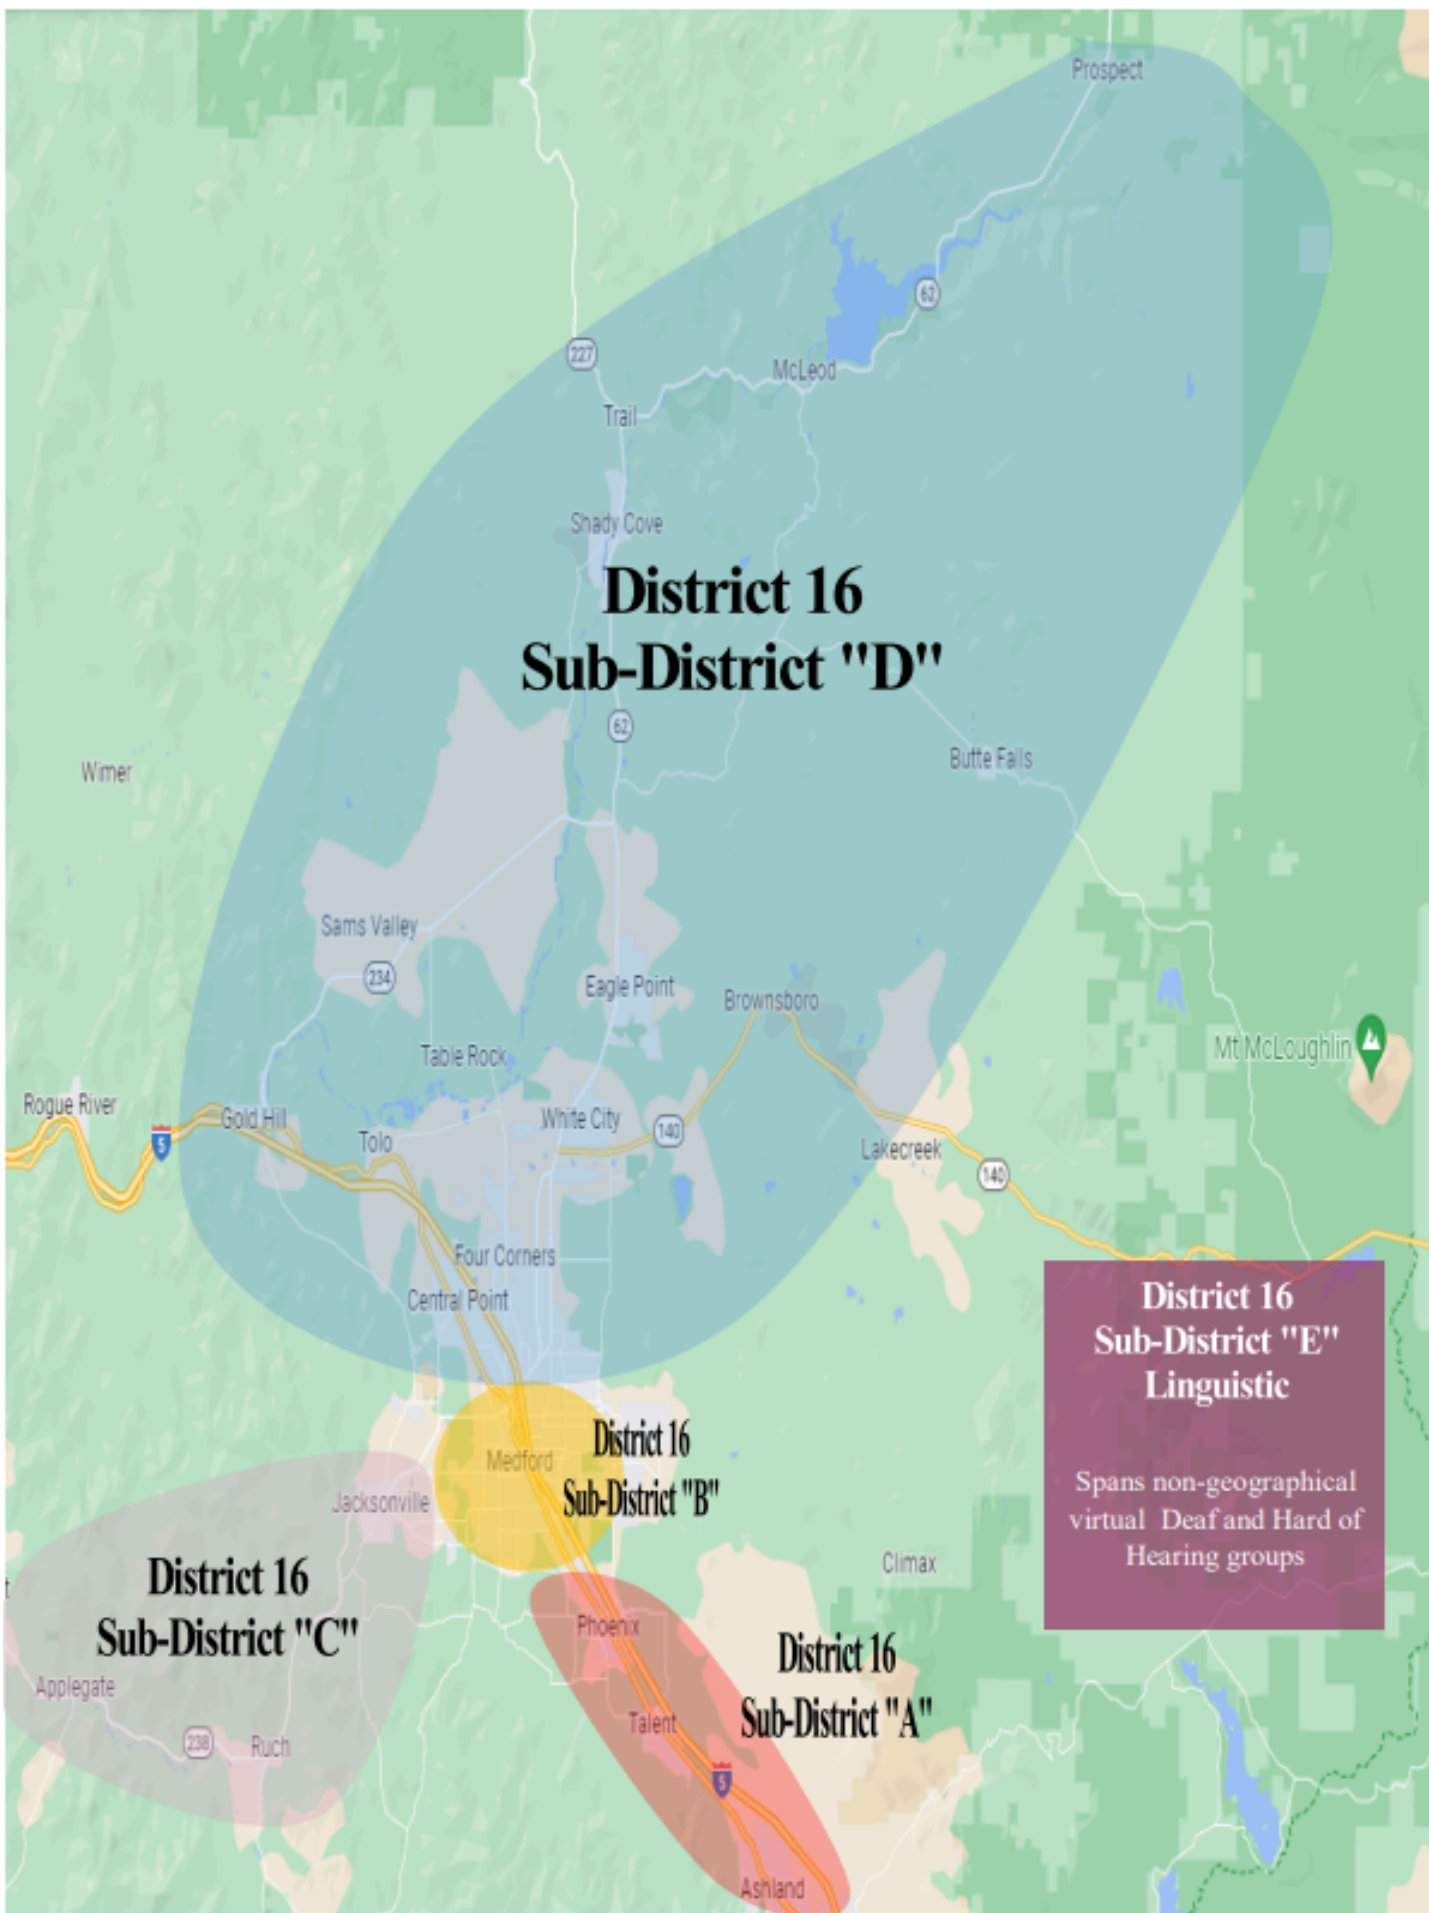 Prospect
62
227
McLeod
Trail
Shady Cove
District 16
Sub-District "D"
62
Butte Falls
Wimer
Sams Valley
234
Eagle Point
Brownsboro
Mt McLoughlin
Table Rock
Rogue River
5
Gold Hill
Tolo
White City
140
Lakecreek
140
Four Corners
Central Point
District 16
Sub-District "E"
Linguistic
Spans non-geographical
virtual Deaf and Hard of
Hearing groups
District 16
Sub-District "B"
Medford
Jacksonville
District 16
Sub-District "C"
Climax
t
Phoenix
District 16
Sub-District "A"
Applegate
Talent
238
Ruch
5
Ashland